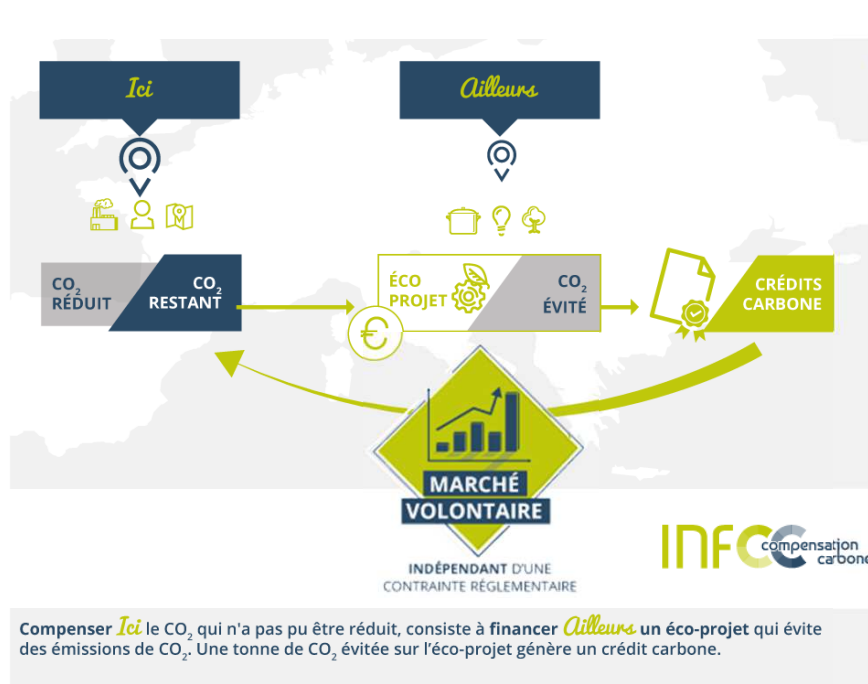 Ici
Ailleurs
CO2
RÉDUIT
CO2
RESTANT
ÉCO
PROJET
CO2
ÉVITÉ
CRÉDITS
CARBONE
€
MARCHÉ
VOLONTAIRE
INDÉPENDANT D'UNE
CONTRAINTE RÉGLEMENTAIRE
INFCC compensation
carbone
Compenser Ici le CO2 qui n'a pas pu être réduit, consiste à financer Ailleurs un éco-projet qui évite
des émissions de CO2. Une tonne de CO2 évitée sur l'éco-projet génère un crédit carbone.